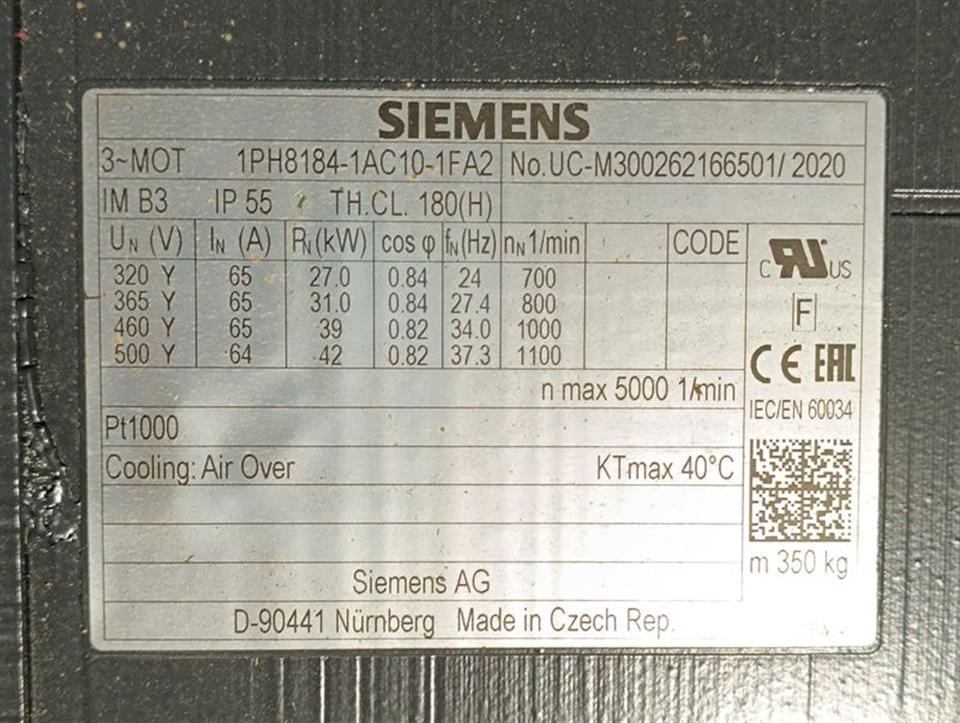 SIEMENS
3~MOT 1PH8184-1AC10-1FA2 No.UC-M300262166501/2020
IM B3 IP 55 TH.CL. 180(H)
UN (V) IN (A) PN(kW) cos φ fN(Hz) nN1/min CODE
320 Y 65 27.0 0.84 24 700
365 Y 65 31.0 0.84 27.4 800
460 Y 65 39 0.82 34.0 1000
500 Y 64 42 0.82 37.3 1100
c RU US
F
CE EAC
n max 5000 1/min
IEC/EN 60034
Pt1000
Cooling: Air Over KTmax 40°C
m 350 kg
Siemens AG
D-90441 Nürnberg Made in Czech Rep.